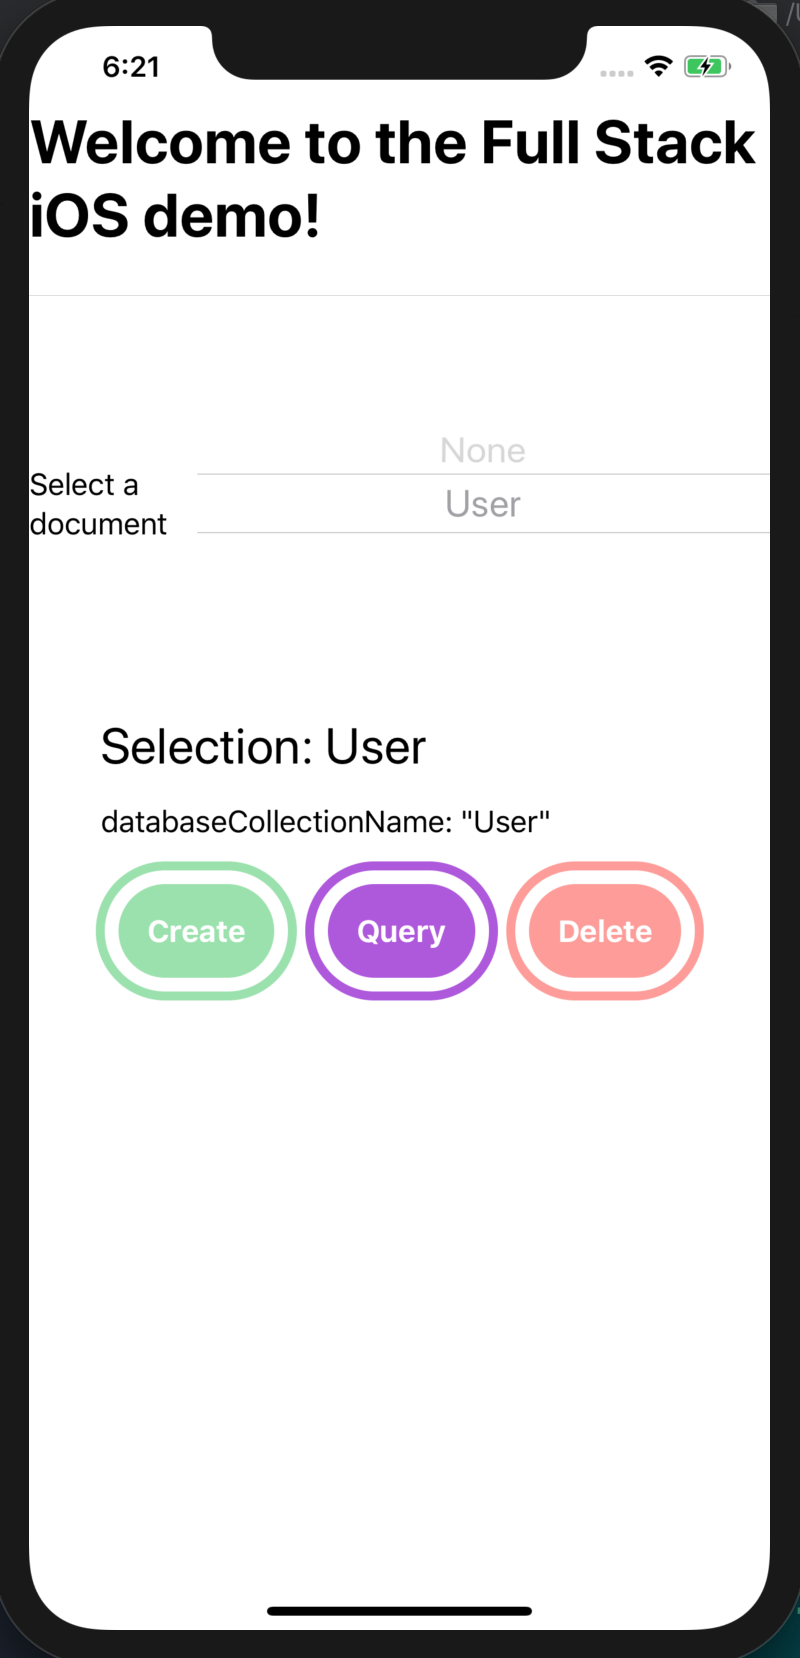 6:21
Welcome to the Full Stack
iOS demo!
None
Select a
document
User
Selection: User
databaseCollectionName: "User"
Create
Query
Delete